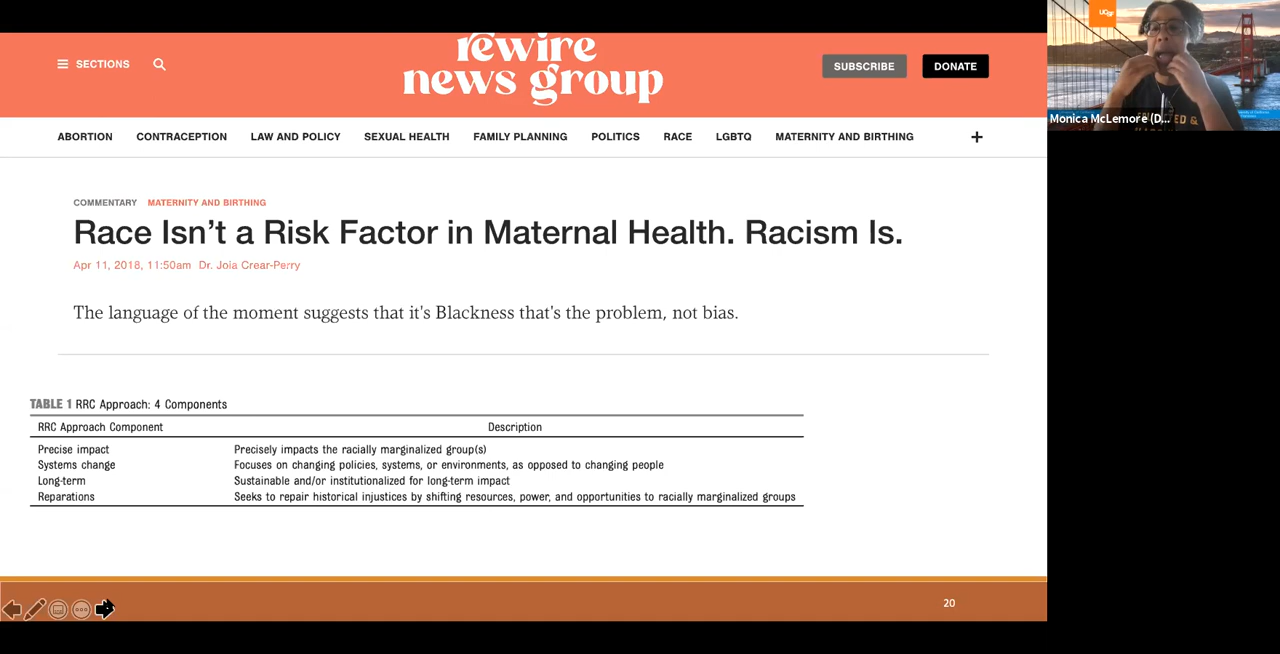 rewire
news group
SECTIONS
SUBSCRIBE
DONATE
ABORTION CONTRACEPTION LAW AND POLICY SEXUAL HEALTH FAMILY PLANNING POLITICS RACE LGBTQ MATERNITY AND BIRTHING +
COMMENTARY MATERNITY AND BIRTHING
Race Isn't a Risk Factor in Maternal Health. Racism Is.
Apr 11, 2018, 11:50am Dr. Joia Crear-Perry
The language of the moment suggests that it's Blackness that's the problem, not bias.
TABLE 1 RRC Approach: 4 Components
RRC Approach Component Description
Precise impact Precisely impacts the racially marginalized group(s)
Systems change Focuses on changing policies, systems, or environments, as opposed to changing people
Long-term Sustainable and/or institutionalized for long-term impact
Reparations Seeks to repair historical injustices by shifting resources, power, and opportunities to racially marginalized groups
20
Monica McLemore (D...